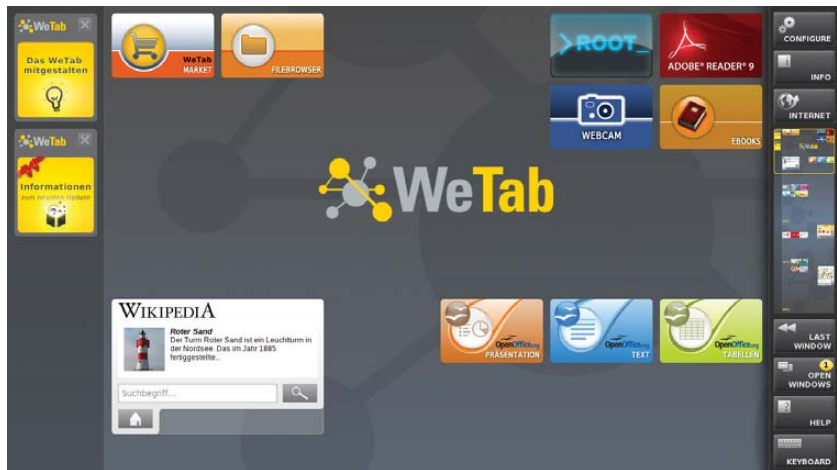 WeTab
Das WeTab
mitgestalten
WeTab
Informationen
zum neusten Update
WeTab
MARKET
FILEBROWSER
>ROOT_
ADOBE® READER® 9
WEBCAM
EBOOKS
WeTab
WIKIPEDIA
Roter Sand
Der Turm Roter Sand ist ein Leuchtturm in
der Nordsee. Das im Jahr 1885
fertiggestellte...
Suchbegriff...
OpenOffice.org
PRÄSENTATION
OpenOffice.org
TEXT
OpenOffice.org
TABELLEN
CONFIGURE
INFO
INTERNET
LAST
WINDOW
1
OPEN
WINDOWS
HELP
KEYBOARD